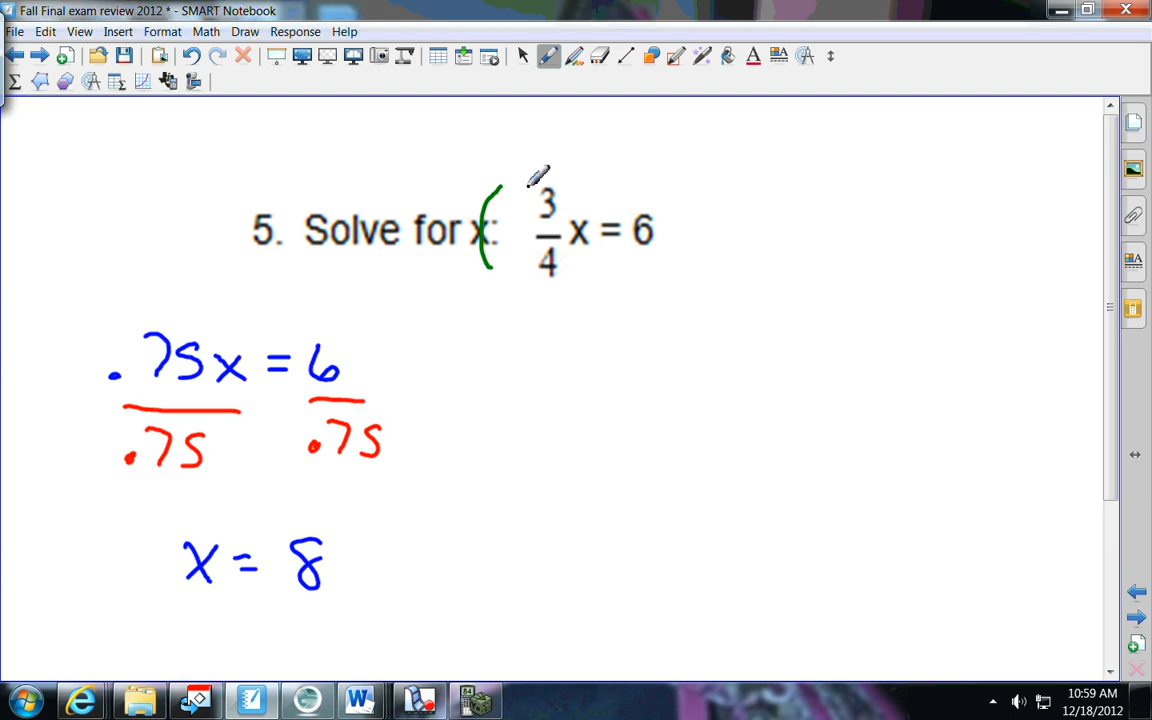 Fall Final exam review 2012 * - SMART Notebook
File Edit View Insert Format Math Draw Response Help
5. Solve for x: ( 3/4 x = 6
.75x = 6
.75 .75
x = 8
10:59 AM
12/18/2012